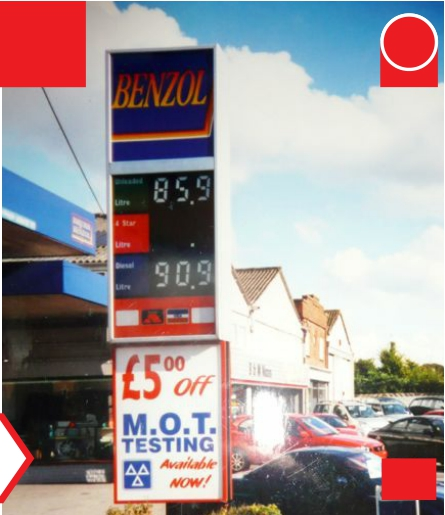 BENZOL
Unleaded
Litre
85.9
4 Star
Litre
Diesel
Litre
90.9
£5.00 off
M.O.T.
TESTING
Available
NOW!